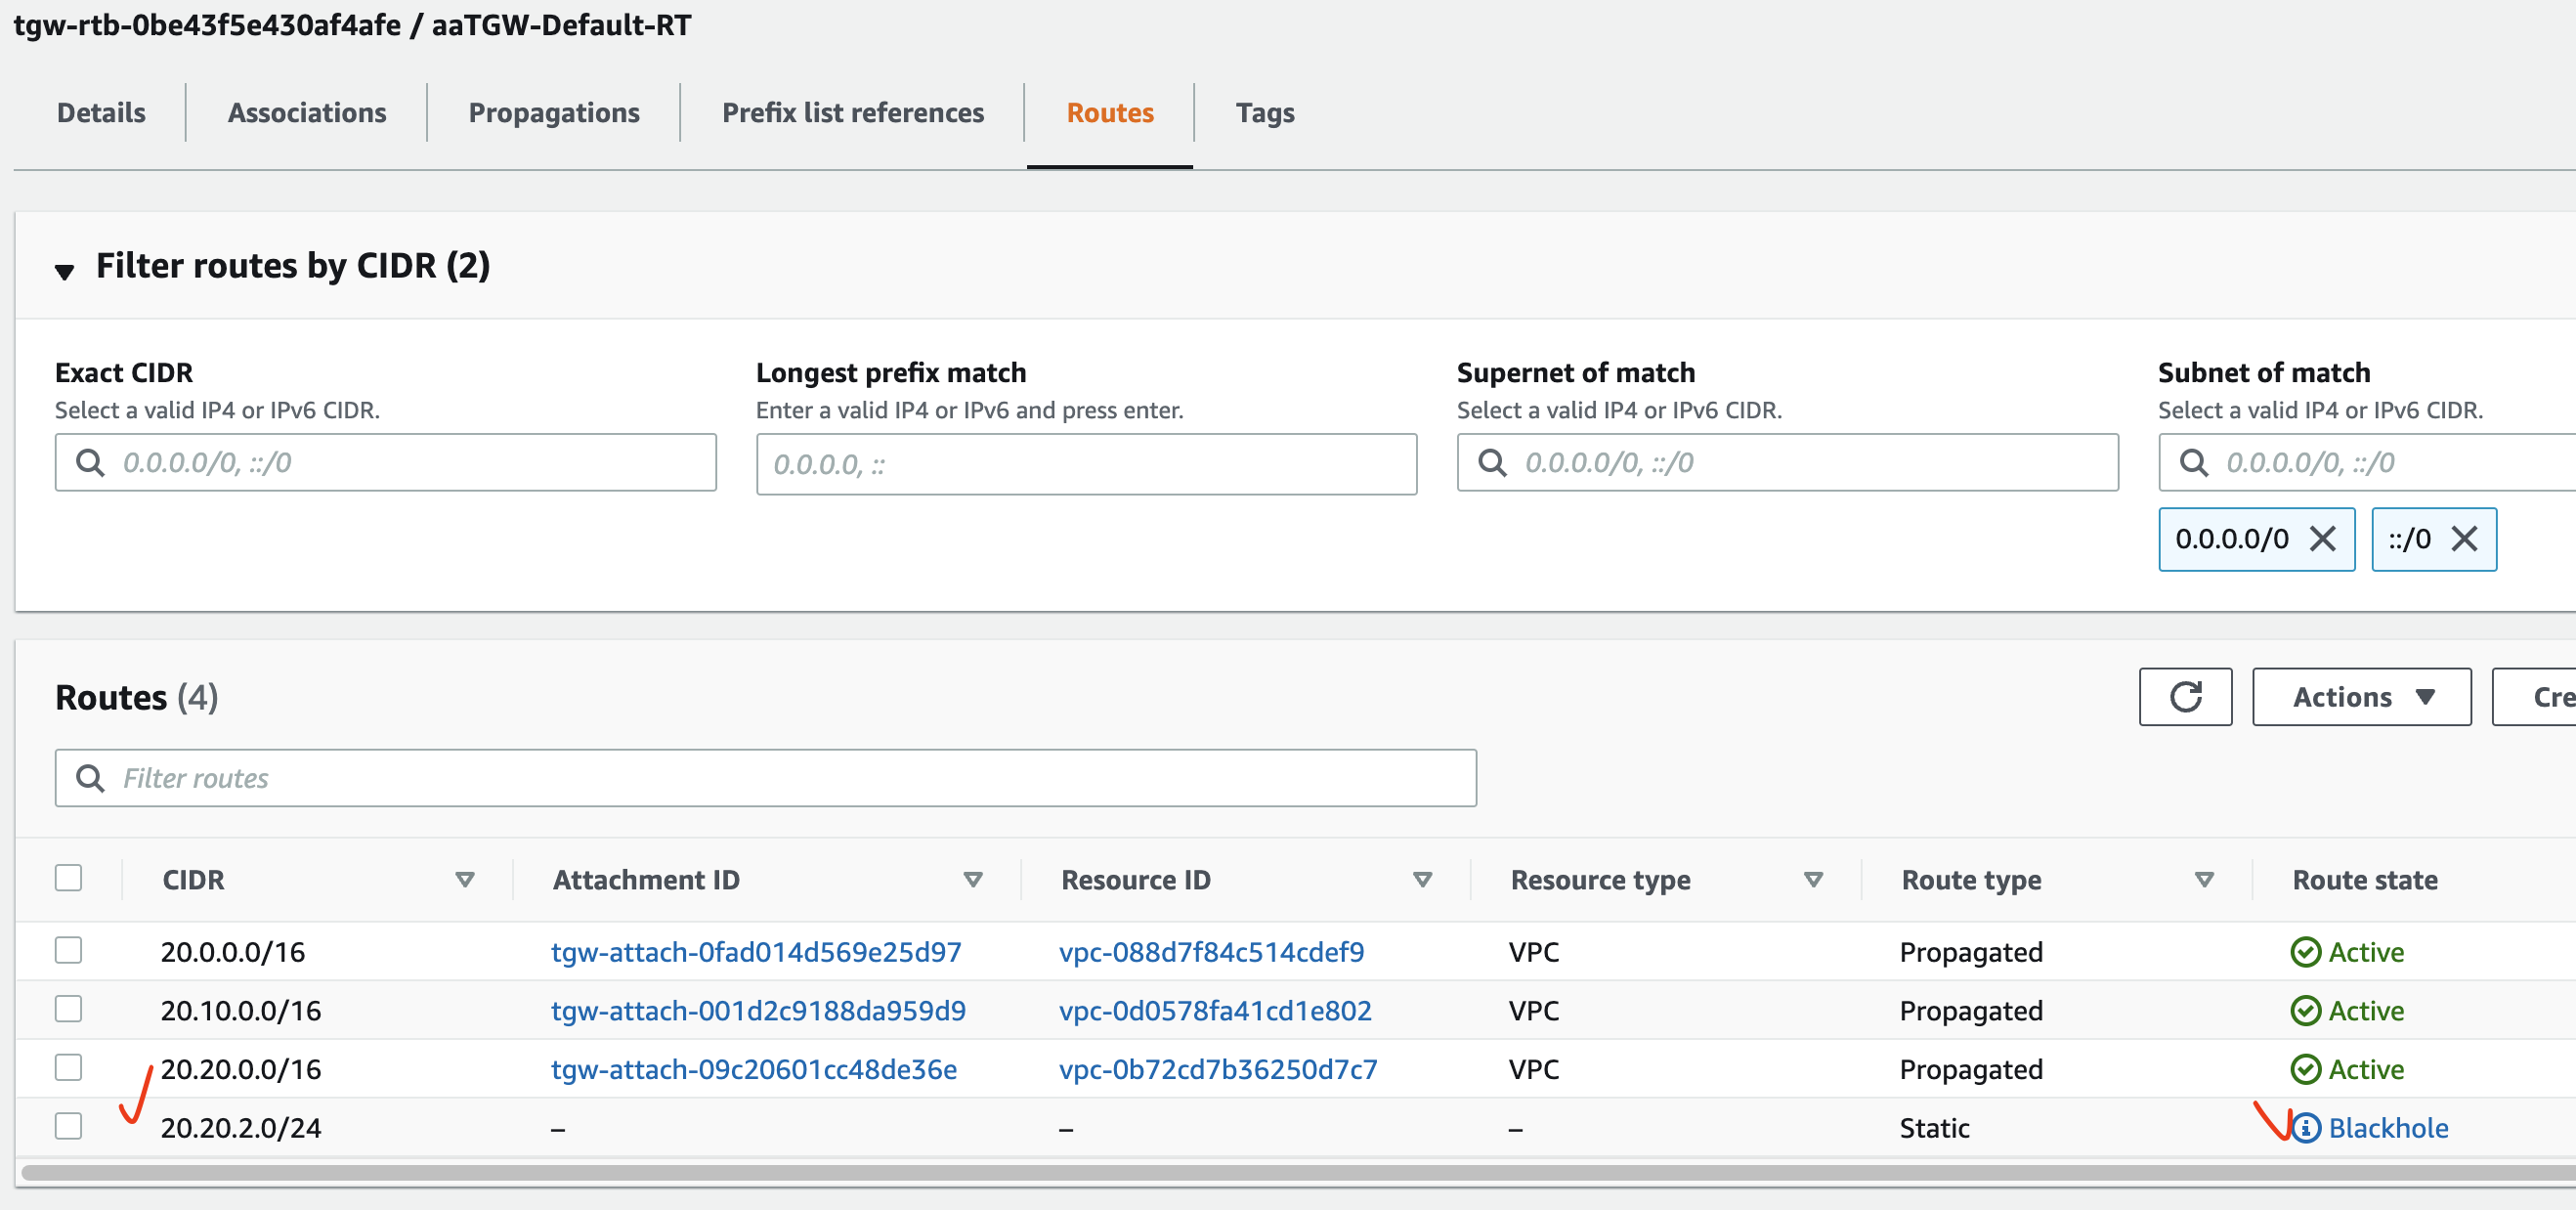 tgw-rtb-0be43f5e430af4afe / aaTGW-Default-RT
Details Associations Propagations Prefix list references Routes Tags
Filter routes by CIDR (2)
Exact CIDR Longest prefix match Supernet of match Subnet of match
Select a valid IP4 or IPv6 CIDR. Enter a valid IP4 or IPv6 and press enter. Select a valid IP4 or IPv6 CIDR. Select a valid IP4 or IPv6 CIDR.
0.0.0.0/0, ::/0 0.0.0.0, :: 0.0.0.0/0, ::/0 0.0.0.0/0, ::/0
0.0.0.0/0 ::/0
Routes (4) Actions Cre
Filter routes
CIDR Attachment ID Resource ID Resource type Route type Route state
20.0.0.0/16 tgw-attach-0fad014d569e25d97 vpc-088d7f84c514cdef9 VPC Propagated Active
20.10.0.0/16 tgw-attach-001d2c9188da959d9 vpc-0d0578fa41cd1e802 VPC Propagated Active
20.20.0.0/16 tgw-attach-09c20601cc48de36e vpc-0b72cd7b36250d7c7 VPC Propagated Active
20.20.2.0/24 – – – Static Blackhole